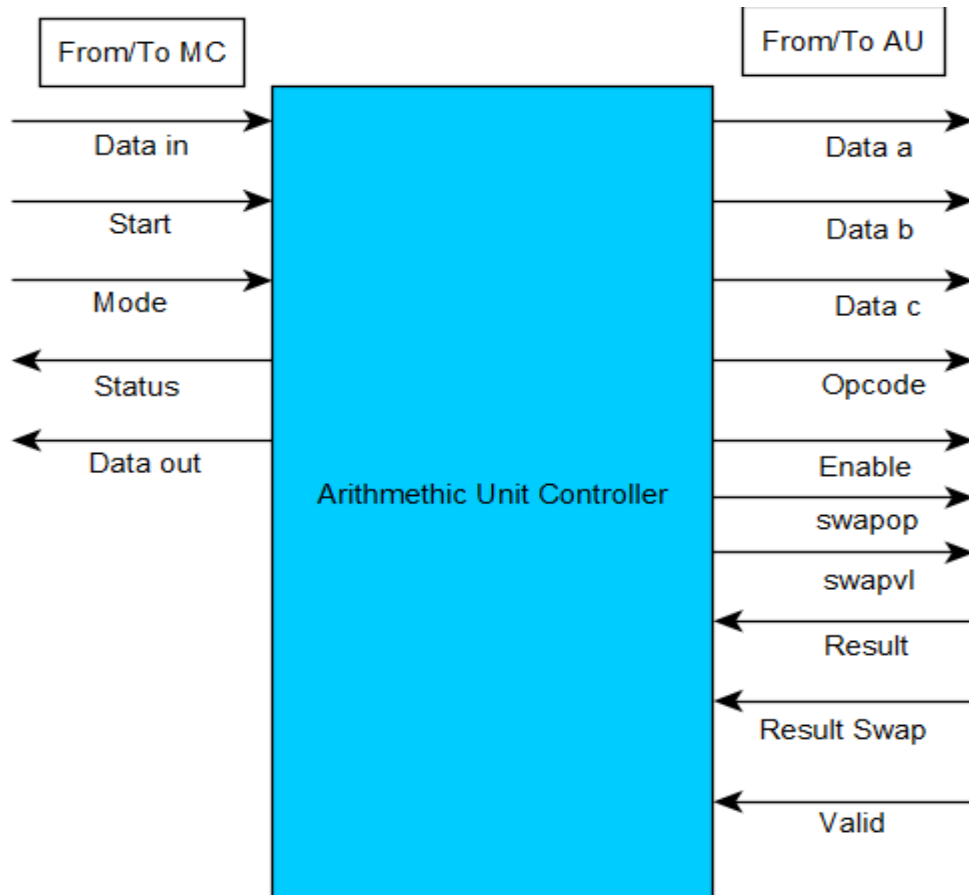 From/To MC
From/To AU
Data in
Start
Mode
Status
Data out
Arithmethic Unit Controller
Data a
Data b
Data c
Opcode
Enable
swapop
swapvl
Result
Result Swap
Valid